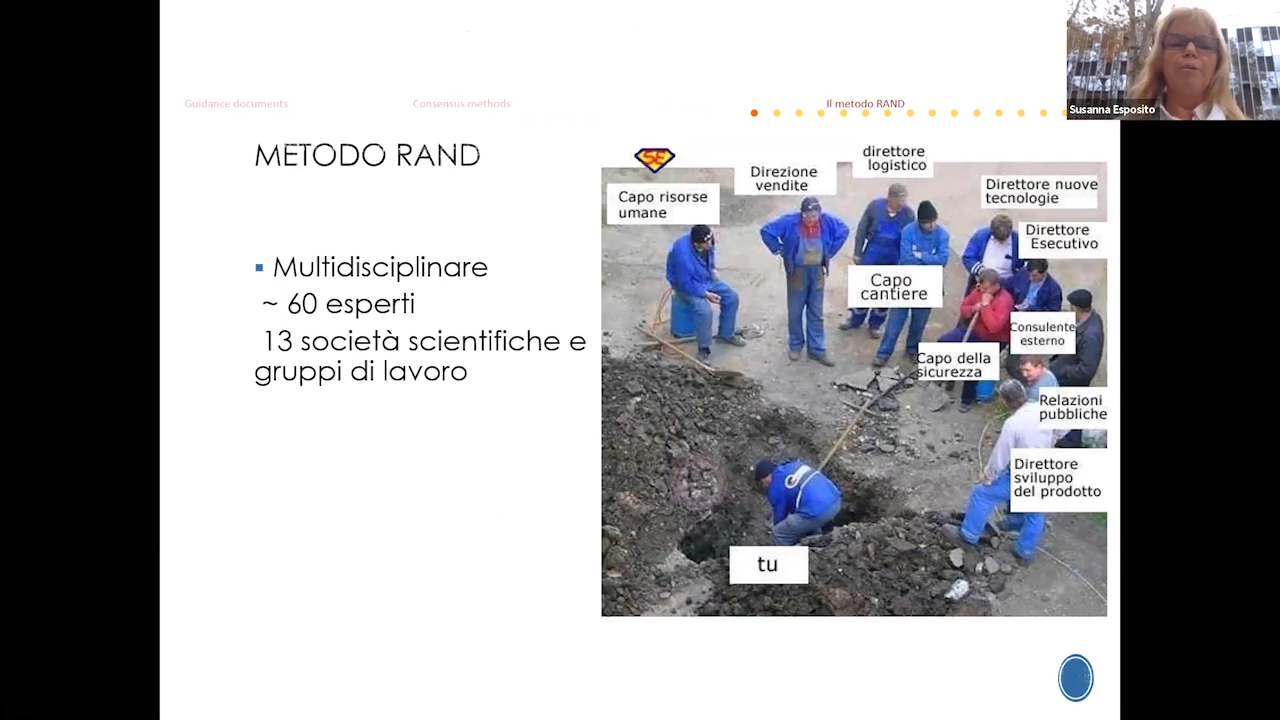 Guidance documents
Consensus methods
Il metodo RAND
Susanna Esposito
METODO RAND
Multidisciplinare
~ 60 esperti
13 società scientifiche e
gruppi di lavoro
SE
Capo risorse
umane
Direzione
vendite
direttore
logistico
Direttore nuove
tecnologie
Direttore
Esecutivo
Capo
cantiere
Consulente
esterno
Capo della
sicurezza
Relazioni
pubbliche
Direttore
sviluppo
del prodotto
tu